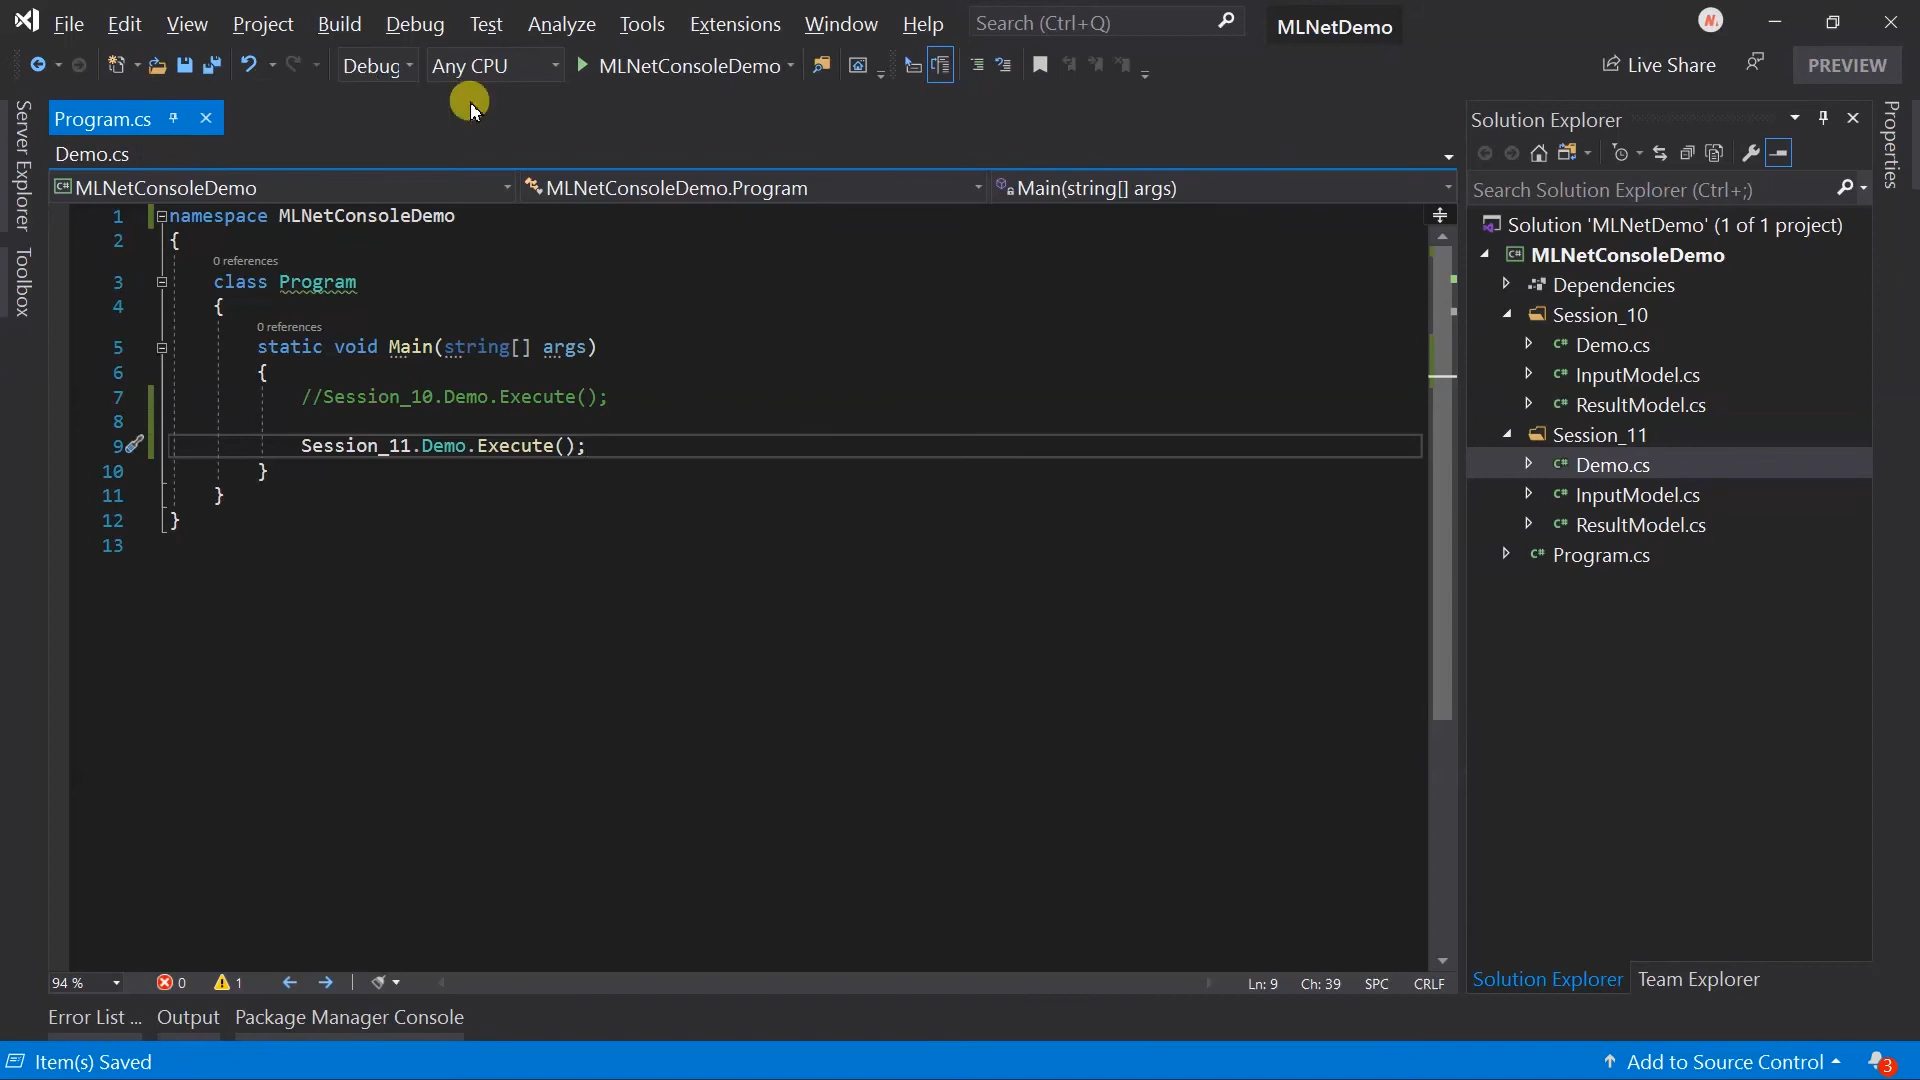 File Edit View Project Build Debug Test Analyze Tools Extensions Window Help Search (Ctrl+Q) MLNetDemo N.
Debug Any CPU MLNetConsoleDemo Live Share PREVIEW
Server Explorer
Toolbox
Program.cs
Demo.cs
C# MLNetConsoleDemo MLNetConsoleDemo.Program Main(string[] args)
1 namespace MLNetConsoleDemo
2 {
0 references
3 class Program
4 {
0 references
5 static void Main(string[] args)
6 {
7 //Session_10.Demo.Execute();
8
9 Session_11.Demo.Execute();
10 }
11 }
12 }
13
94 % 0 1 Ln: 9 Ch: 39 SPC CRLF
Error List ... Output Package Manager Console
Item(s) Saved Add to Source Control 3
Solution Explorer
Search Solution Explorer (Ctrl+;)
Solution 'MLNetDemo' (1 of 1 project)
C# MLNetConsoleDemo
Dependencies
Session_10
C# Demo.cs
C# InputModel.cs
C# ResultModel.cs
Session_11
C# Demo.cs
C# InputModel.cs
C# ResultModel.cs
C# Program.cs
Solution Explorer Team Explorer
Properties